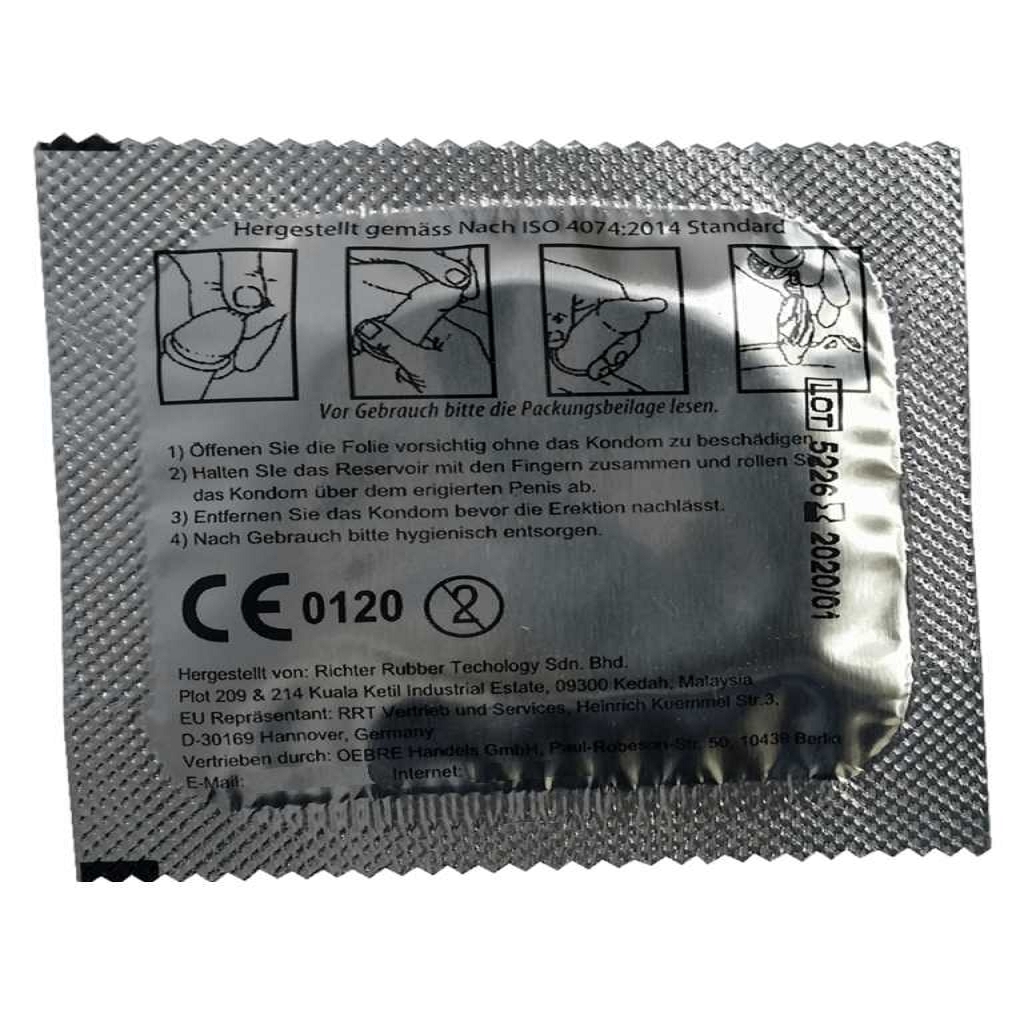 Hergestellt gemäss Nach ISO 4074:2014 Standard
Vor Gebrauch bitte die Packungsbeilage lesen.
1) Öffenen Sie die Folie vorsichtig ohne das Kondom zu beschädigen
2) Halten SIe das Reservoir mit den Fingern zusammen und rollen
das Kondom über dem erigierten Penis ab.
3) Entfernen Sie das Kondom bevor die Erektion nachlässt.
4) Nach Gebrauch bitte hygienisch entsorgen.
LOT 5226 2020/01
CE 0120 2
Hergestellt von: Richter Rubber Techology Sdn. Bhd.
Plot 209 & 214 Kuala Ketil Industrial Estate, 09300 Kedah, Malaysia
EU Repräsentant: RRT Vertrieb und Services, Heinrich Kuemmel Str.3,
D-30169 Hannover, Germany
Vertrieben durch: OEBRE Handels GmbH, Paul-Robeson-Str. 50, 10439 Berlin
E-Mail: Internet: